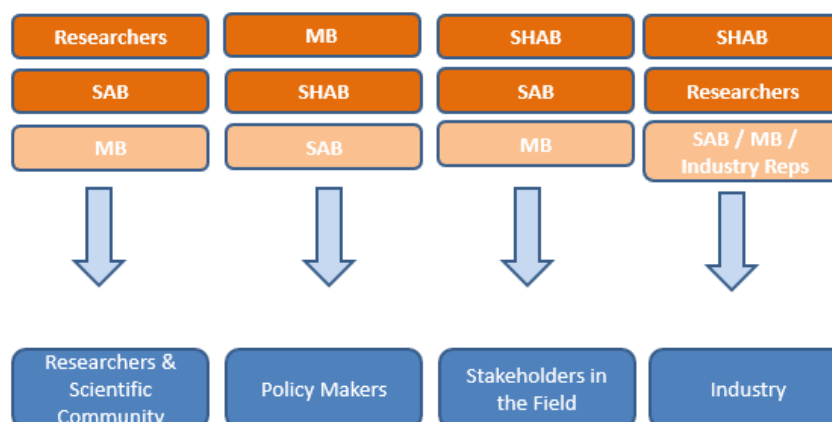 Researchers
MB
SHAB
SHAB
SAB
SHAB
SAB
Researchers
MB
SAB
MB
SAB / MB /
Industry Reps
Researchers &
Scientific
Community
Policy Makers
Stakeholders in
the Field
Industry